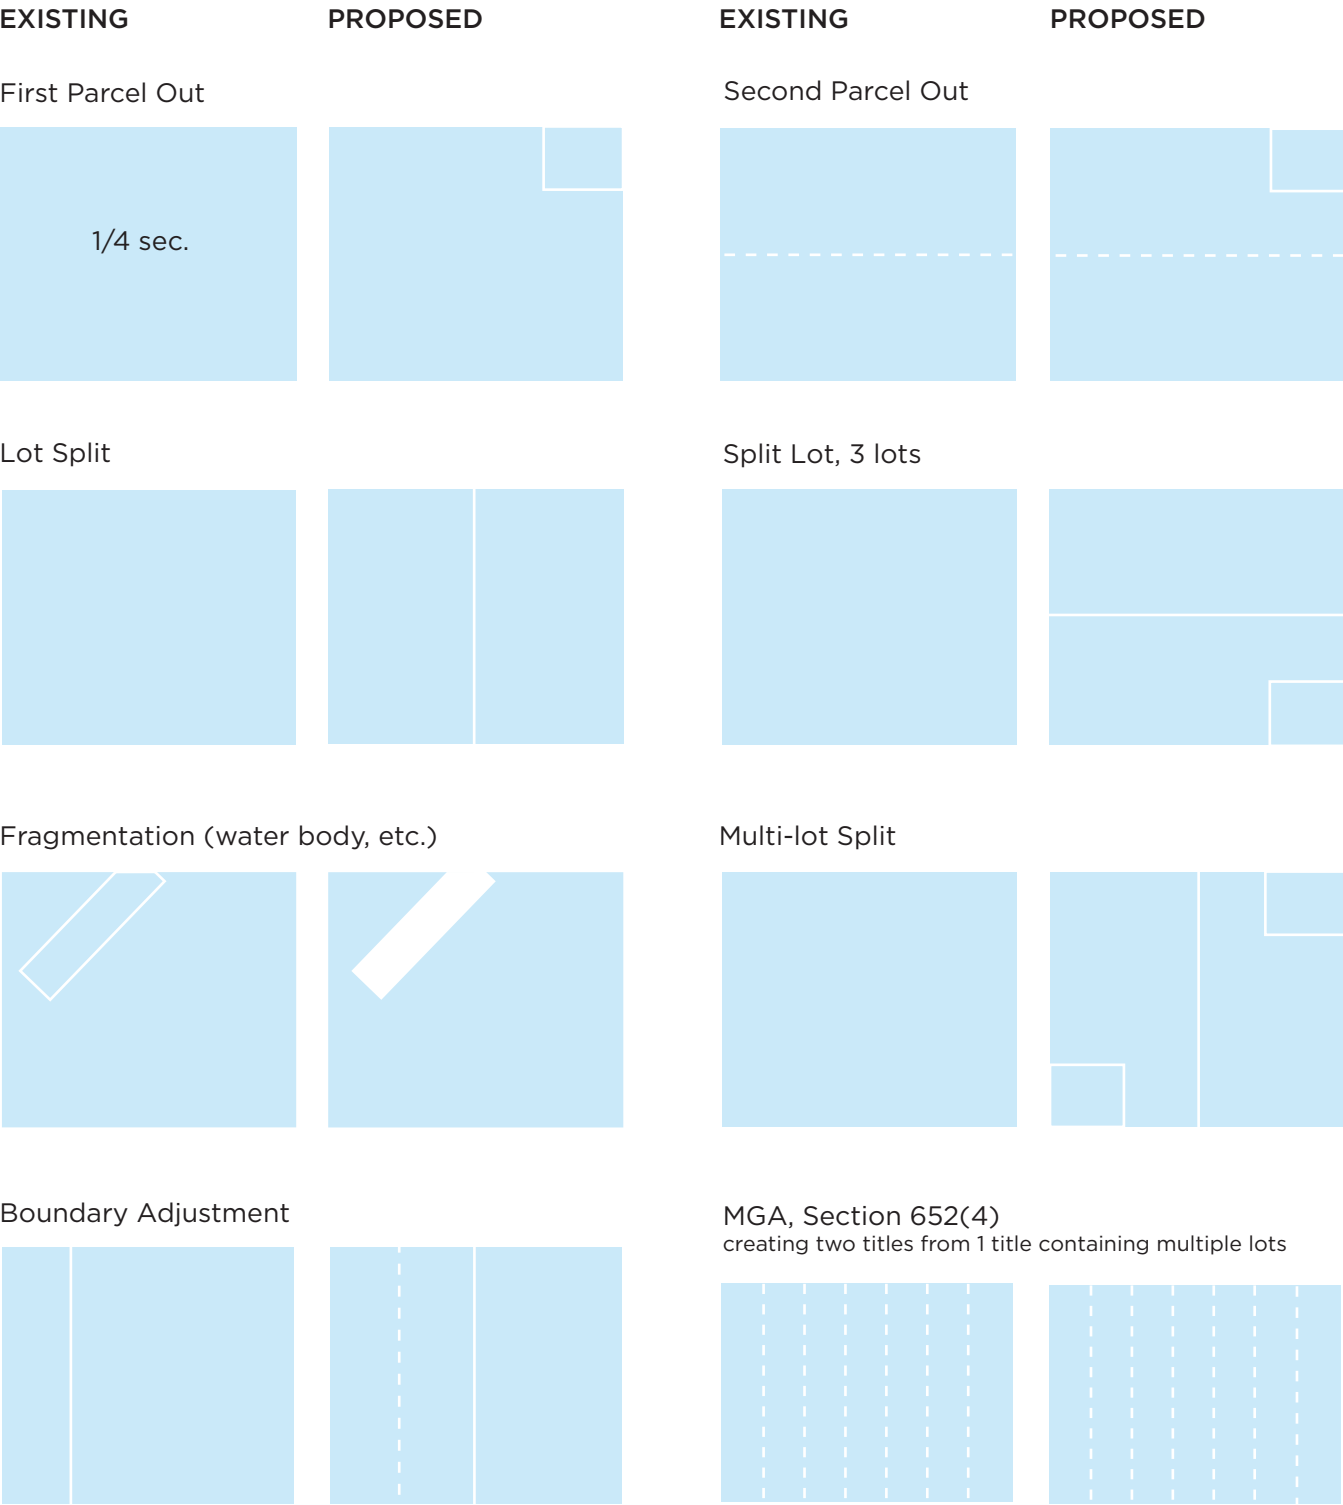 EXISTING PROPOSED EXISTING PROPOSED
First Parcel Out
Second Parcel Out
1/4 sec.
Lot Split
Split Lot, 3 lots
Fragmentation (water body, etc.)
Multi-lot Split
Boundary Adjustment
MGA, Section 652(4)
creating two titles from 1 title containing multiple lots